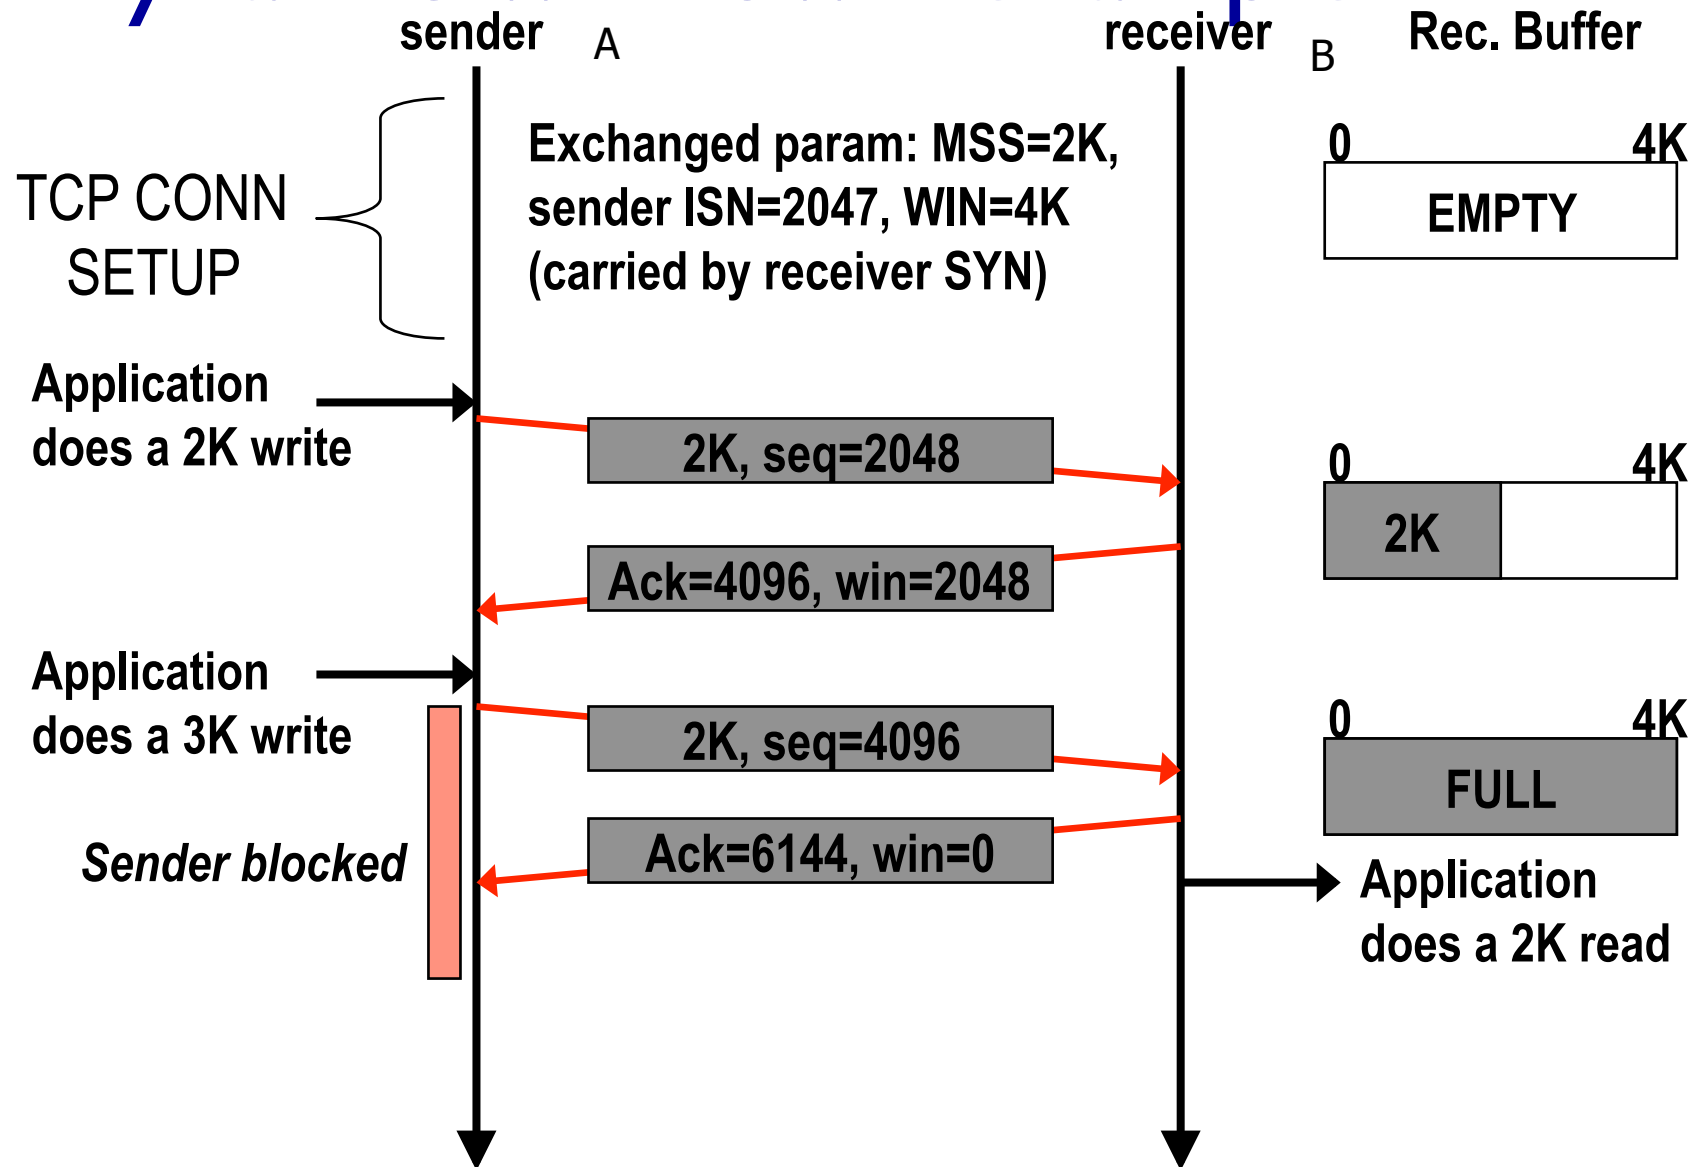 sender A receiver B Rec. Buffer
Exchanged param: MSS=2K,
sender ISN=2047, WIN=4K
(carried by receiver SYN)
TCP CONN
SETUP
0 4K
EMPTY
Application
does a 2K write
2K, seq=2048
0 4K
2K
Ack=4096, win=2048
Application
does a 3K write
2K, seq=4096
0 4K
FULL
Sender blocked
Ack=6144, win=0
Application
does a 2K read